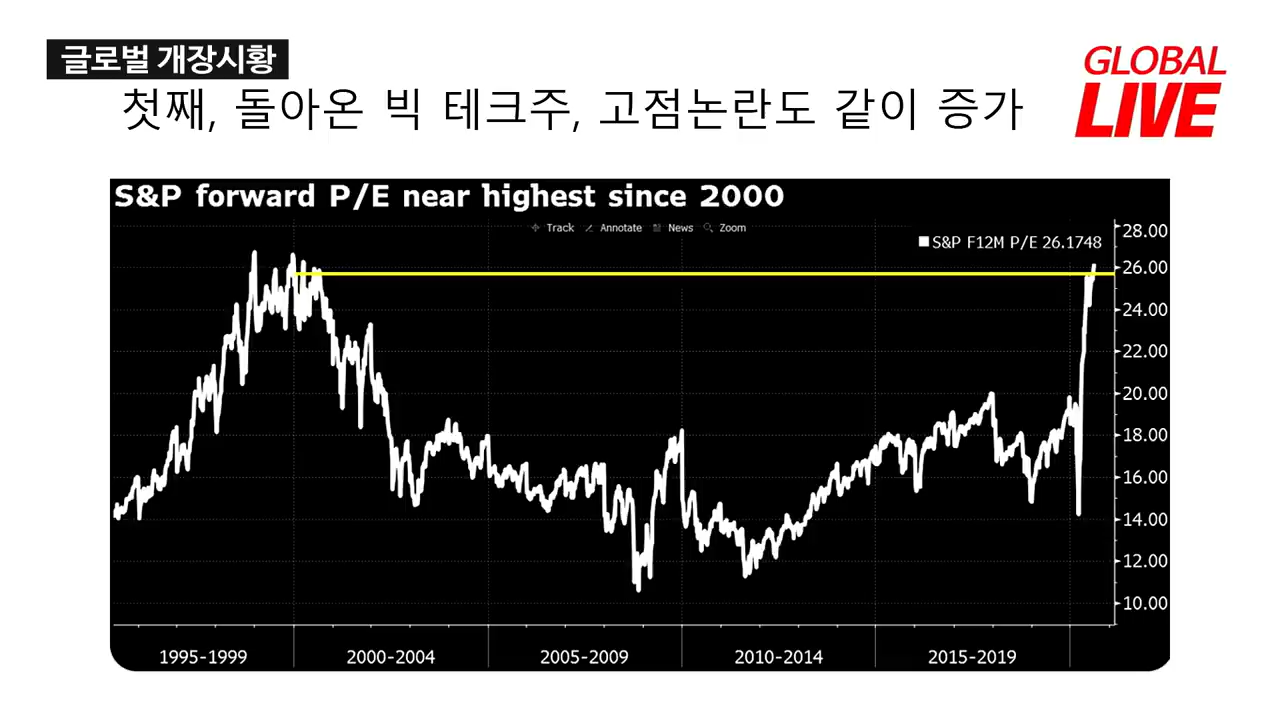 글로벌 개장시황
GLOBAL
LIVE
첫째, 돌아온 빅 테크주, 고점논란도 같이 증가
S&P forward P/E near highest since 2000
Track Annotate News Zoom
S&P F12M P/E 26.1748
28.00
26.00
24.00
22.00
20.00
18.00
16.00
14.00
12.00
10.00
1995-1999 2000-2004 2005-2009 2010-2014 2015-2019